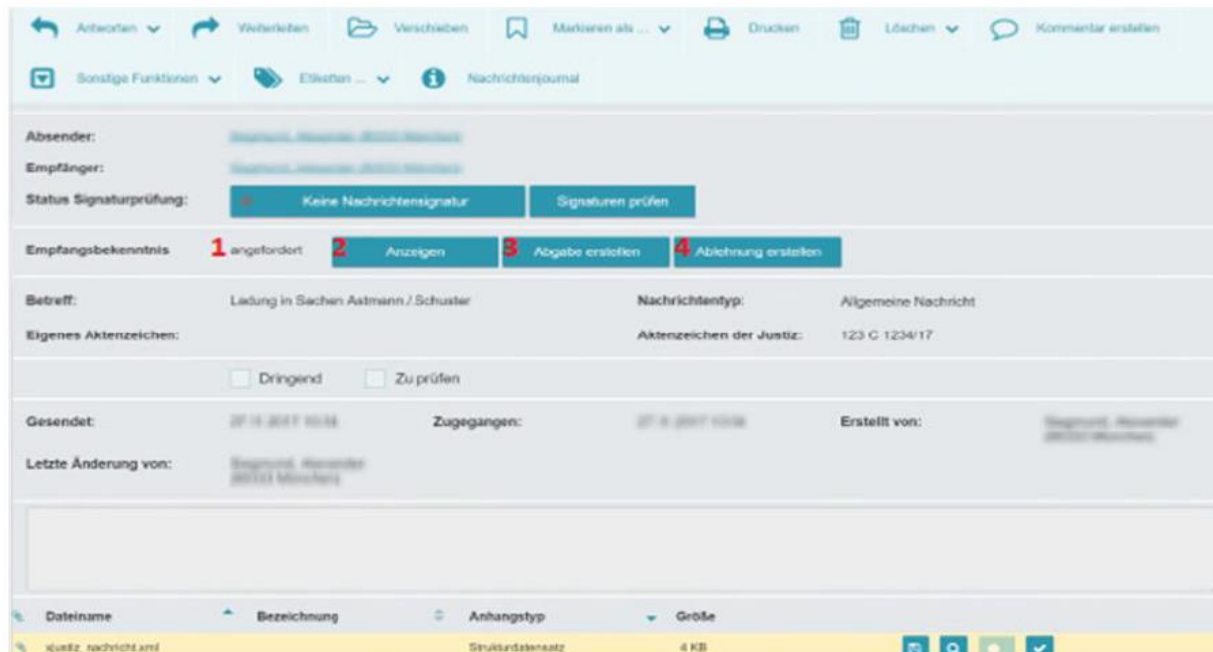 Antworten Weiterleiten Verschieben Markieren als ... Drucken Löschen Kommentar erstellen
Sonstige Funktionen Etiketten ... Nachrichtenjournal
Absender:
Empfänger:
Status Signaturprüfung: Keine Nachrichtensignatur Signaturen prüfen
Empfangsbekenntnis 1 angefordert 2 Anzeigen 3 Abgabe erstellen 4 Ablehnung erstellen
Betreff: Ladung in Sachen Astmann / Schuster Nachrichtentyp: Allgemeine Nachricht
Eigenes Aktenzeichen: Aktenzeichen der Justiz: 123 C 1234/17
Dringend Zu prüfen
Gesendet: Zugegangen: Erstellt von:
Letzte Änderung von:
Dateiname Bezeichnung Anhangstyp Größe
xjustiz_nachricht.xml Strukturdatensatz 4 KB